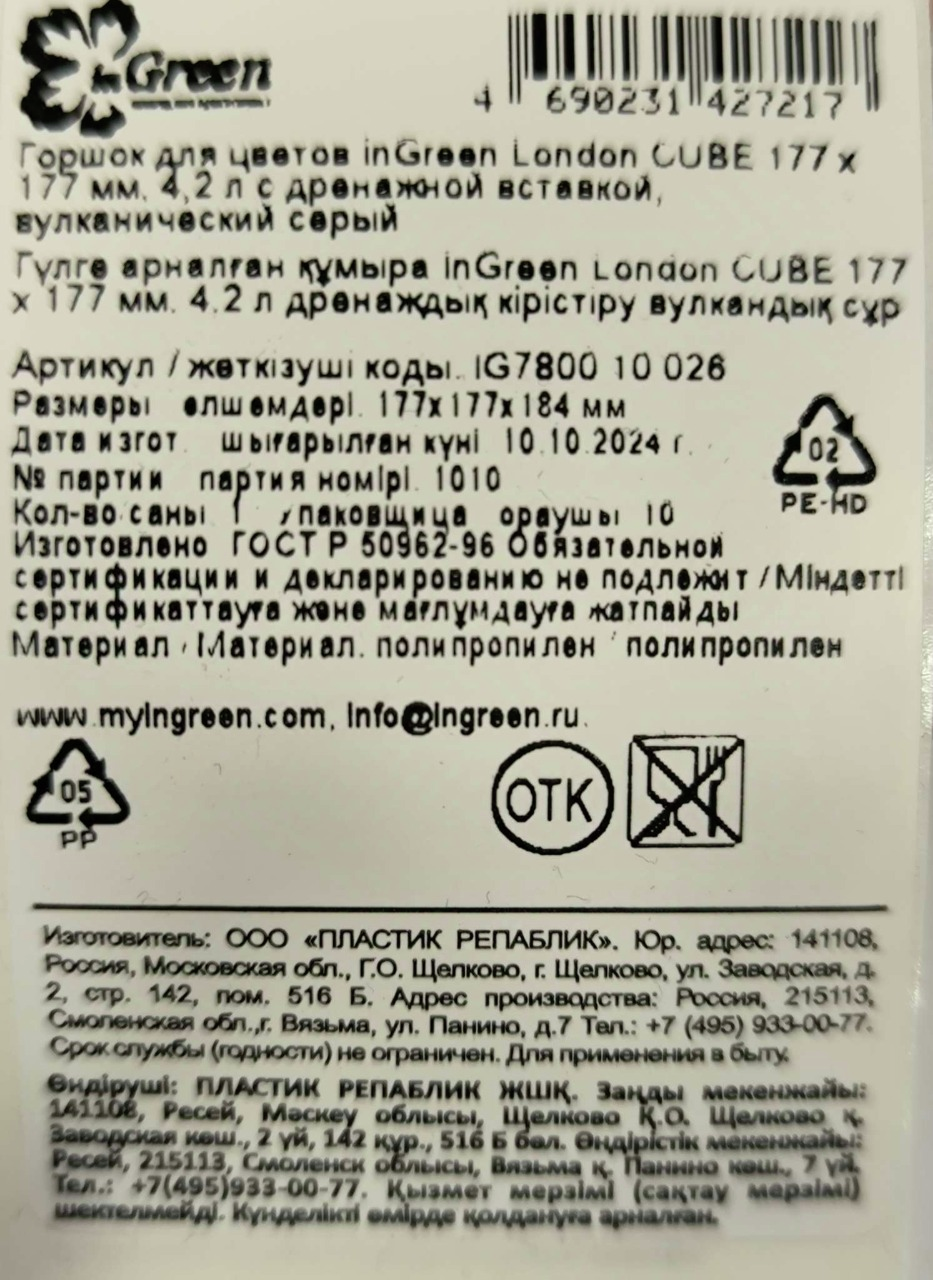 inGreen
4 690231 427217
Горшок для цветов inGreen London CUBE 177 х
177 мм. 4,2 л с дренажной вставкой,
вулканический серый
Гүлге арналған құмыра inGreen London CUBE 177
х 177 мм. 4.2 л дренаждық кірістіру вулкандық сұр
Артикул / жеткізуші коды. IG7800 10 026
Размеры өлшемдері. 177х177х184 мм
Дата изгот шығарылған күні 10.10.2024 г.
02
№ партии партия номірі. 1010
PE-HD
Кол-во саны 1 /паковщица ораушы 10
Изготовлено ГОСТ Р 50962-96 Обязательной
сертификации и декларированию не подлежит / Міндетті
сертификаттауға және мағлұмдауға жатпайды
Материал / Материал. полипропилен / полипропилен
www.myingreen.com, info@ingreen.ru.
05
PP
ОТК
Изготовитель: ООО «ПЛАСТИК РЕПАБЛИК». Юр. адрес: 141108,
Россия, Московская обл., Г.О. Щелково, г. Щелково, ул. Заводская, д.
2, стр. 142, пом. 516 Б. Адрес производства: Россия, 215113,
Смоленская обл.,г. Вязьма, ул. Панино, д.7 Тел.: +7 (495) 933-00-77.
Срок службы (годности) не ограничен. Для применения в быту.
Өндіруші: ПЛАСТИК РЕПАБЛИК ЖШҚ. Заңды мекенжайы:
141108, Ресей, Мәскеу облысы, Щелково Қ.О. Щелково қ.
Заводская көш., 2 үй, 142 құр., 516 Б бөл. Өндірістік мекенжайы:
Ресей, 215113, Смоленск облысы, Вязьма қ. Панино көш., 7 үй.
Тел.: +7(495)933-00-77. Қызмет мерзімі (сақтау мерзімі)
шектелмейді. Күнделікті өмірде қолдануға арналған.